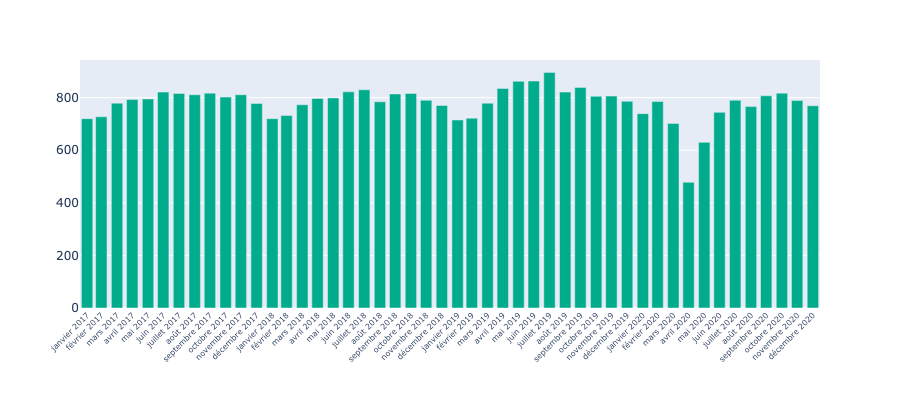 800
600
400
200
0
janvier 2017
février 2017
mars 2017
avril 2017
mai 2017
juin 2017
juillet 2017
août 2017
septembre 2017
octobre 2017
novembre 2017
décembre 2017
janvier 2018
février 2018
mars 2018
avril 2018
mai 2018
juin 2018
juillet 2018
août 2018
septembre 2018
octobre 2018
novembre 2018
décembre 2018
janvier 2019
février 2019
mars 2019
avril 2019
mai 2019
juin 2019
juillet 2019
août 2019
septembre 2019
octobre 2019
novembre 2019
décembre 2019
janvier 2020
février 2020
mars 2020
avril 2020
mai 2020
juin 2020
juillet 2020
août 2020
septembre 2020
octobre 2020
novembre 2020
décembre 2020